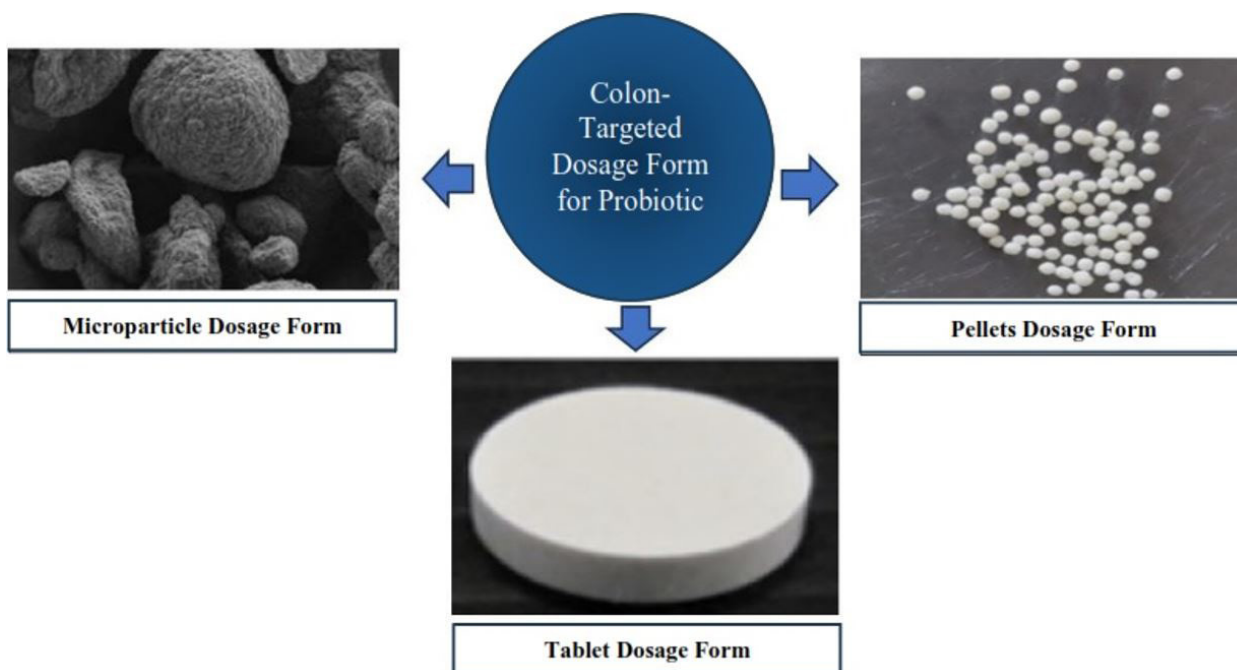 Colon-
Targeted
Dosage Form
for Probiotic
Microparticle Dosage Form
Pellets Dosage Form
Tablet Dosage Form